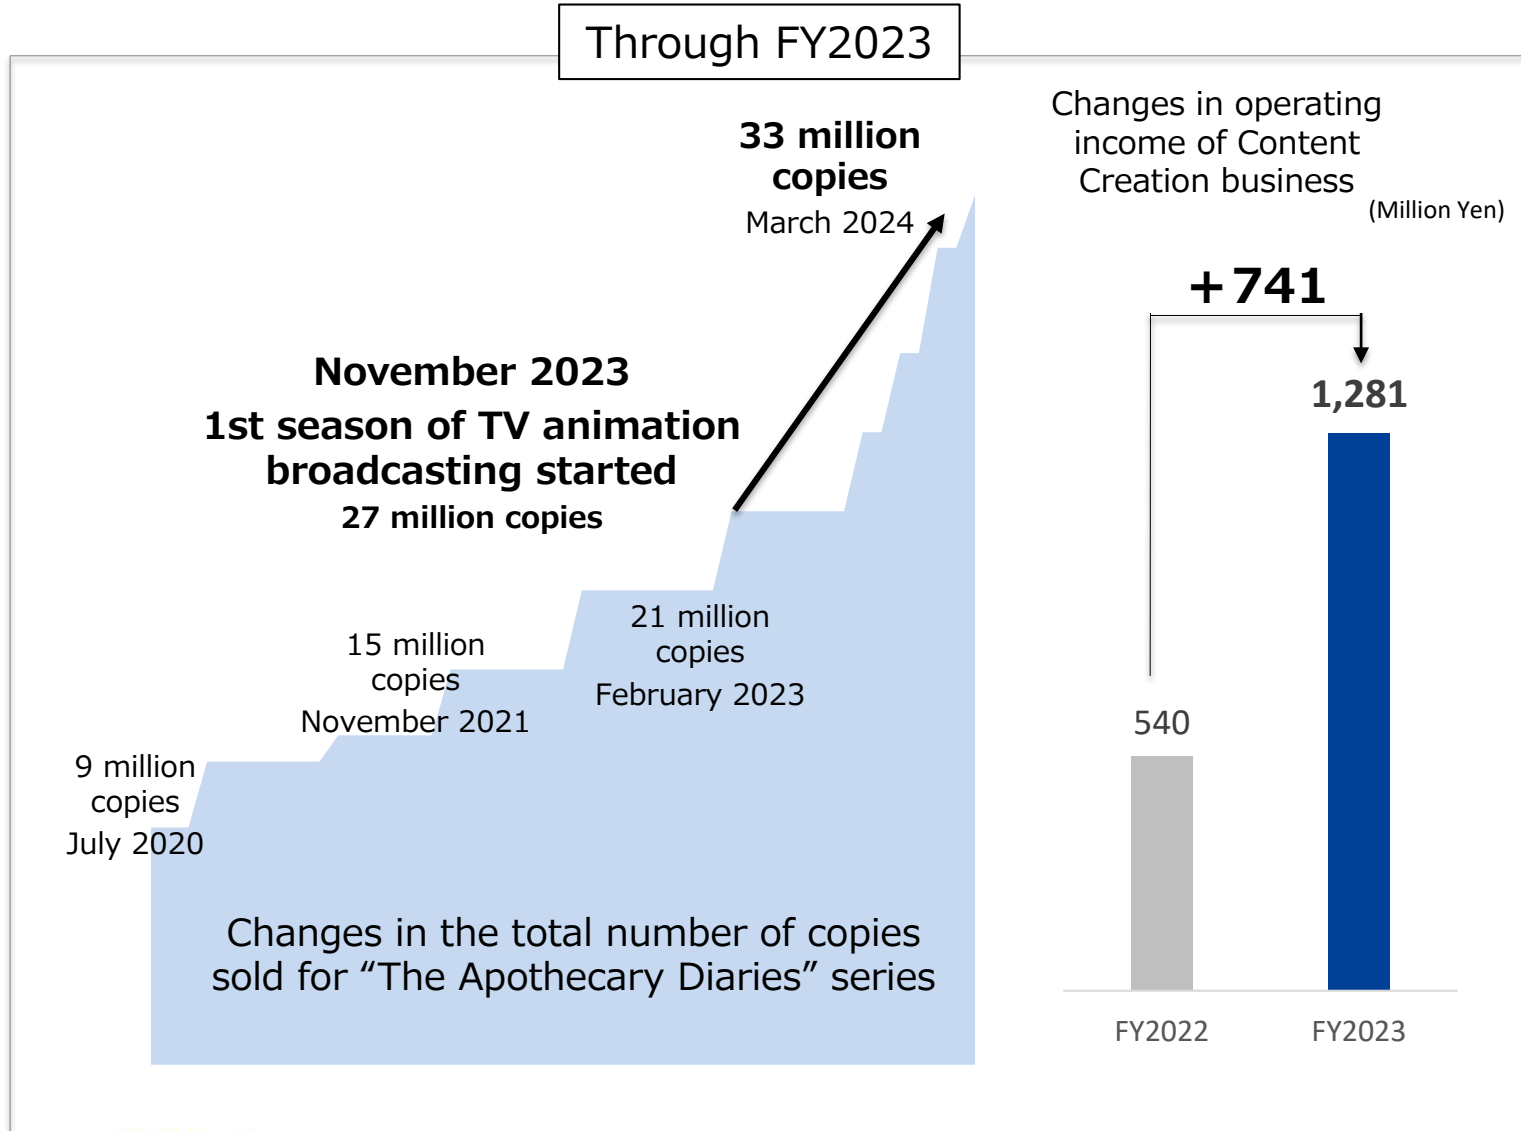 Through FY2023
33 million
copies
March 2024
November 2023
1st season of TV animation
broadcasting started
27 million copies
21 million
copies
February 2023
15 million
copies
November 2021
9 million
copies
July 2020
Changes in the total number of copies
sold for “The Apothecary Diaries” series
Changes in operating
income of Content
Creation business
(Million Yen)
+741
1,281
540
FY2022
FY2023